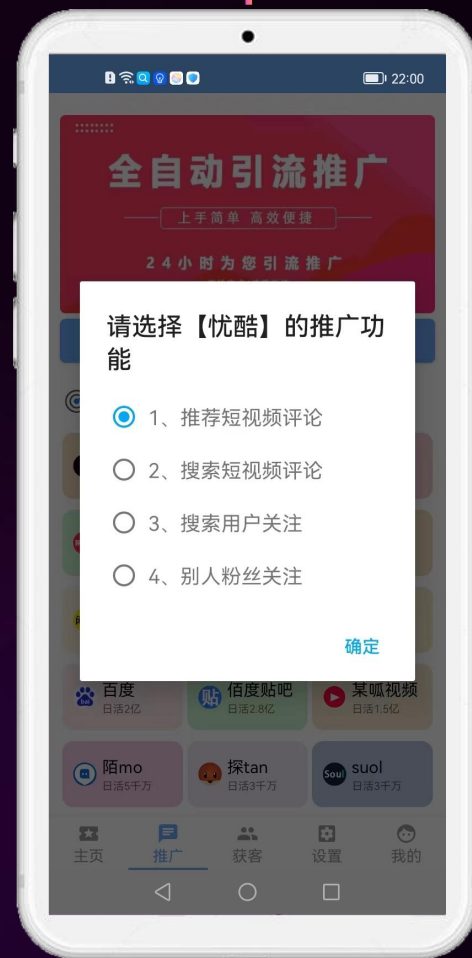 22:00
全自动引流推广
上手简单 高效便捷
24小时为您引流推广
请选择【优酷】的推广功
能
1、推荐短视频评论
2、搜索短视频评论
3、搜索用户关注
4、别人粉丝关注
确定
百度
日活2亿
贴
佰度贴吧
日活2.8亿
某呱视频
日活1.5亿
陌mo
日活5千万
探tan
日活3千万
Soul
suol
日活3千万
主页
推广
获客
设置
我的